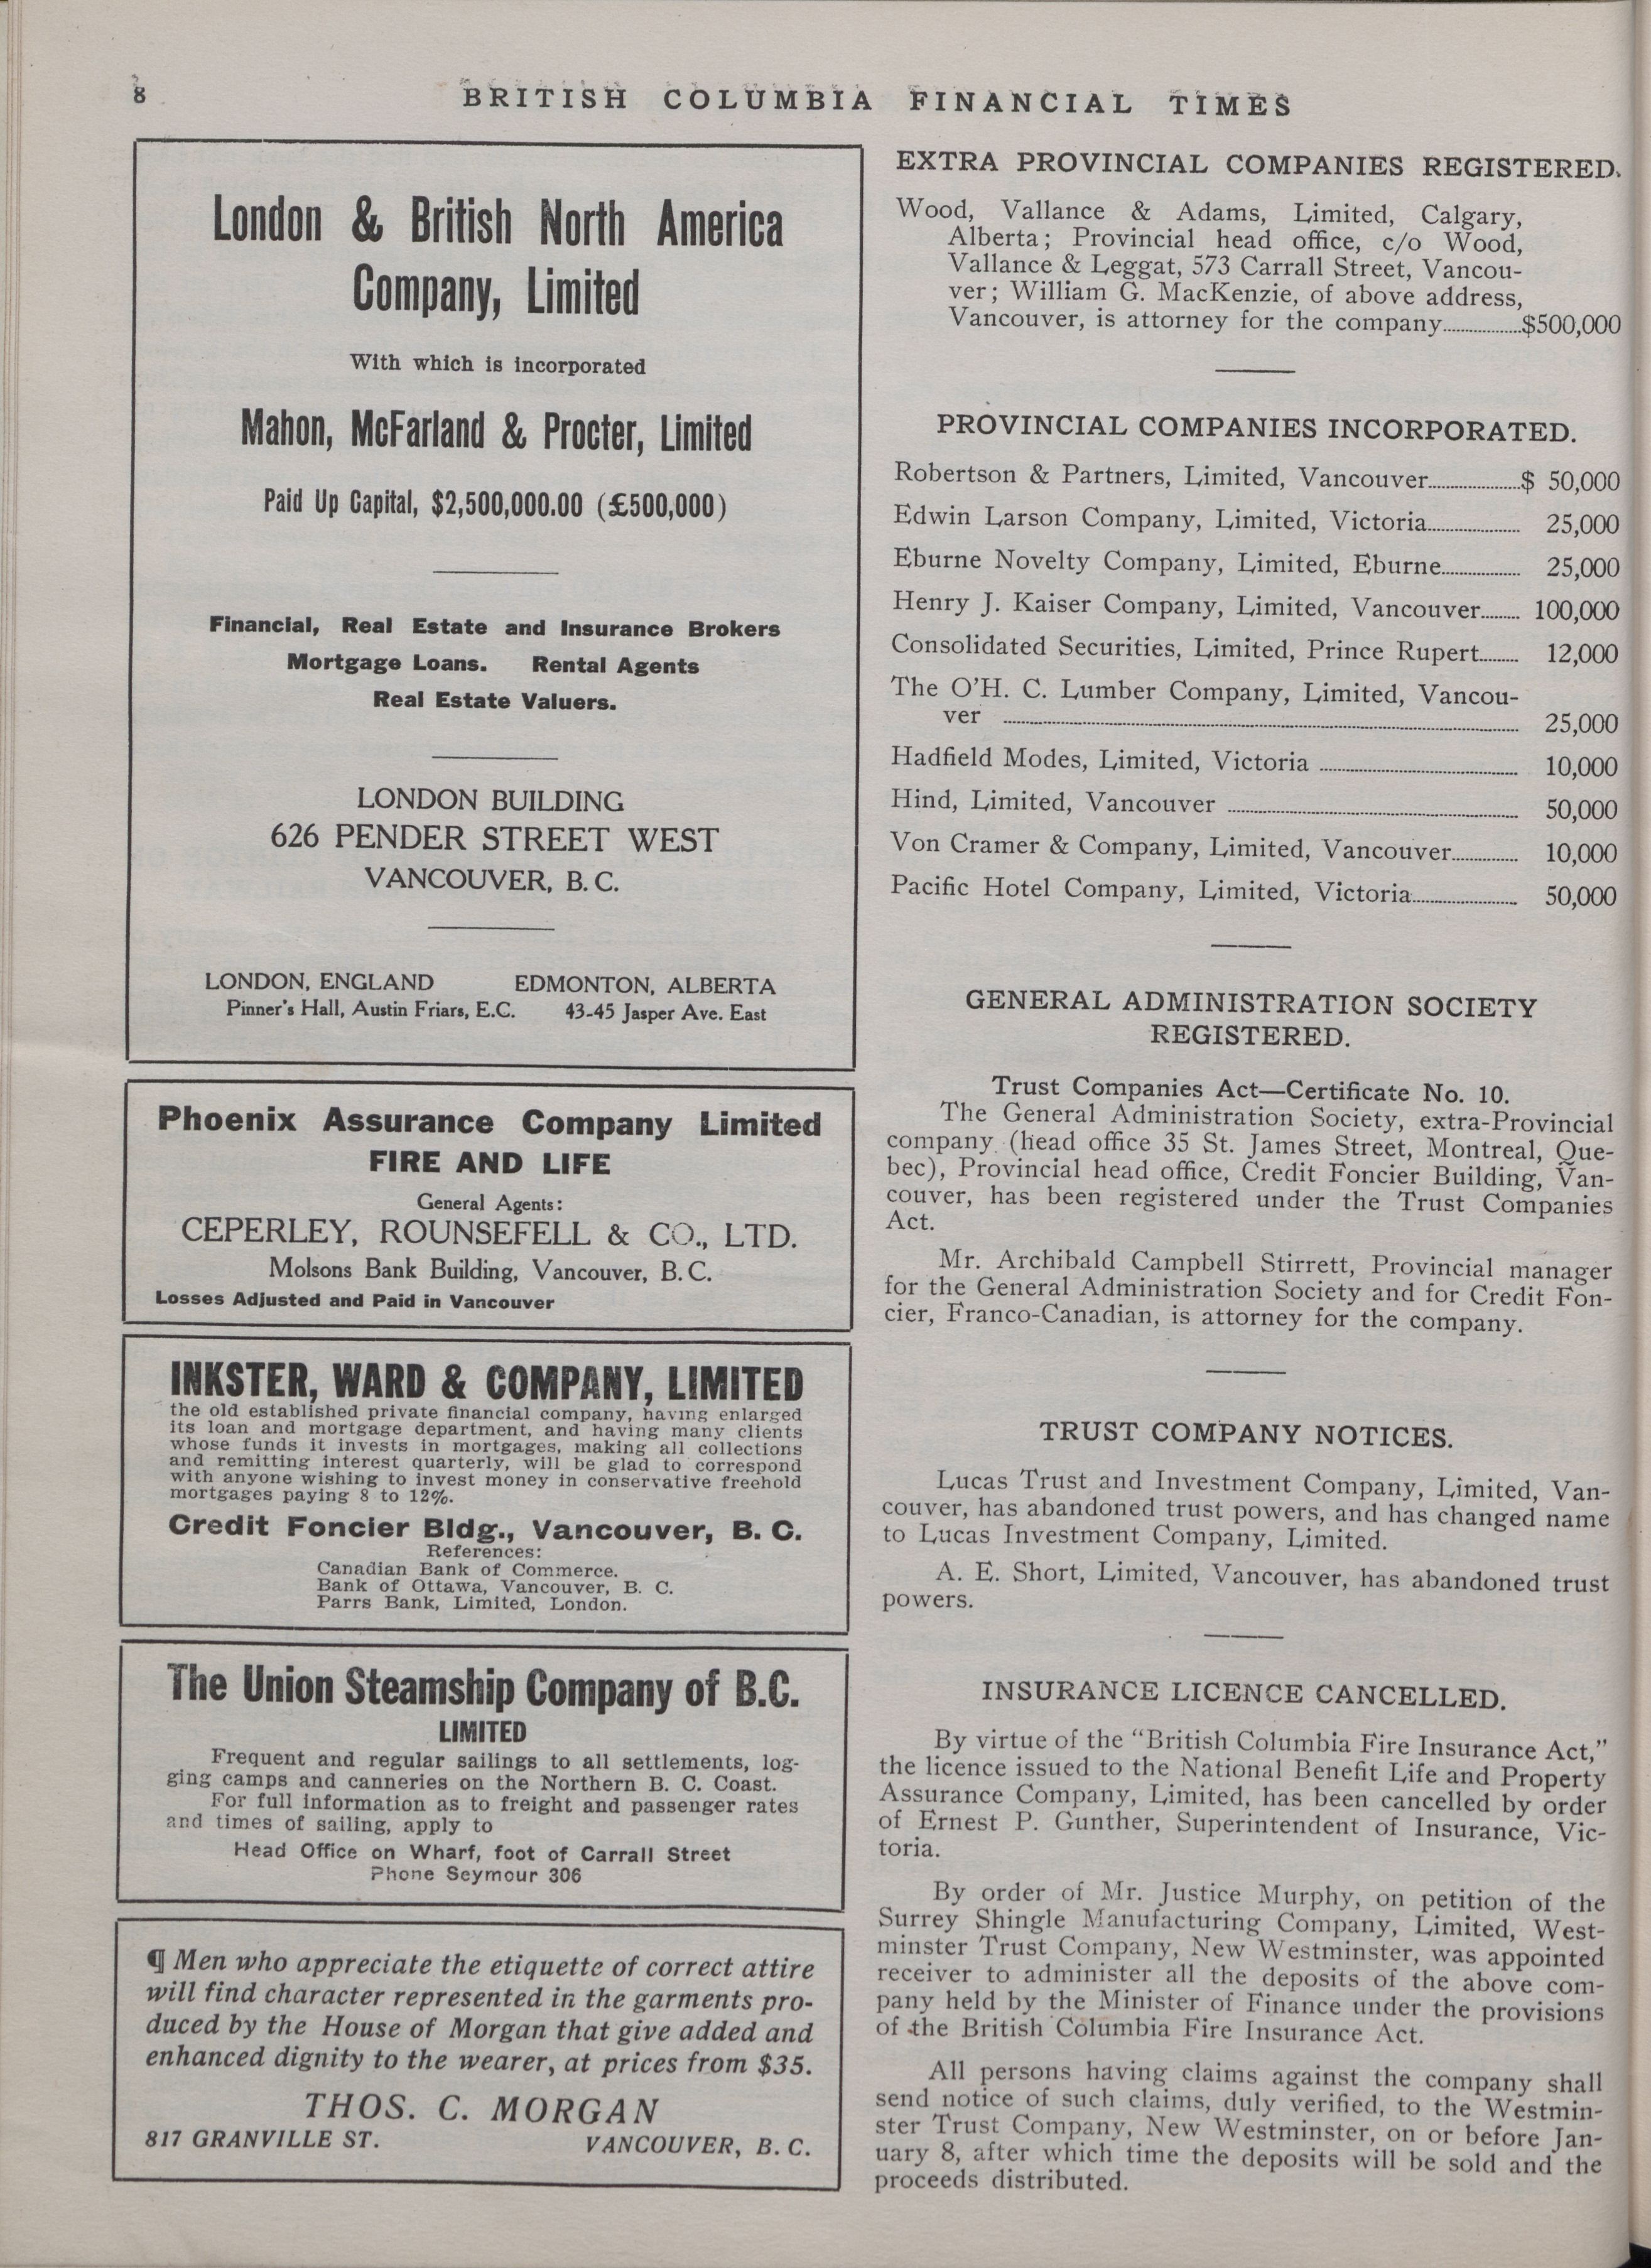 8
BRITISH COLUMBIA FINANCIAL TIMES
London & British North America
Company, Limited
With which is incorporated
Mahon, McFarland & Procter, Limited
Paid Up Capital, $2,500,000.00 (£500,000)
Financial, Real Estate and Insurance Brokers
Mortgage Loans. Rental Agents
Real Estate Valuers.
LONDON BUILDING
626 PENDER STREET WEST
VANCOUVER, B. C.
LONDON, ENGLAND EDMONTON, ALBERTA
Pinner's Hall, Austin Friars, E.C. 43-45 Jasper Ave. East
Phoenix Assurance Company Limited
FIRE AND LIFE
General Agents:
CEPERLEY, ROUNSEFELL & CO., LTD.
Molsons Bank Building, Vancouver, B. C.
Losses Adjusted and Paid in Vancouver
INKSTER, WARD & COMPANY, LIMITED
the old established private financial company, having enlarged
its loan and mortgage department, and having many clients
whose funds it invests in mortgages, making all collections
and remitting interest quarterly, will be glad to correspond
with anyone wishing to invest money in conservative freehold
mortgages paying 8 to 12%.
Credit Foncier Bldg., Vancouver, B. C.
References:
Canadian Bank of Commerce.
Bank of Ottawa, Vancouver, B. C.
Parrs Bank, Limited, London.
The Union Steamship Company of B.C.
LIMITED
Frequent and regular sailings to all settlements, log-
ging camps and canneries on the Northern B. C. Coast.
For full information as to freight and passenger rates
and times of sailing, apply to
Head Office on Wharf, foot of Carrall Street
Phone Seymour 306
¶ Men who appreciate the etiquette of correct attire
will find character represented in the garments pro-
duced by the House of Morgan that give added and
enhanced dignity to the wearer, at prices from $35.
THOS. C. MORGAN
817 GRANVILLE ST. VANCOUVER, B. C.
EXTRA PROVINCIAL COMPANIES REGISTERED.
Wood, Vallance & Adams, Limited, Calgary,
Alberta; Provincial head office, c/o Wood,
Vallance & Leggat, 573 Carrall Street, Vancou-
ver; William G. MacKenzie, of above address,
Vancouver, is attorney for the company........$500,000
PROVINCIAL COMPANIES INCORPORATED.
Robertson & Partners, Limited, Vancouver........$ 50,000
Edwin Larson Company, Limited, Victoria........ 25,000
Eburne Novelty Company, Limited, Eburne........ 25,000
Henry J. Kaiser Company, Limited, Vancouver........ 100,000
Consolidated Securities, Limited, Prince Rupert........ 12,000
The O'H. C. Lumber Company, Limited, Vancou-
ver ........ 25,000
Hadfield Modes, Limited, Victoria ........ 10,000
Hind, Limited, Vancouver ........ 50,000
Von Cramer & Company, Limited, Vancouver........ 10,000
Pacific Hotel Company, Limited, Victoria........ 50,000
GENERAL ADMINISTRATION SOCIETY
REGISTERED.
Trust Companies Act—Certificate No. 10.
The General Administration Society, extra-Provincial
company (head office 35 St. James Street, Montreal, Que-
bec), Provincial head office, Credit Foncier Building, Van-
couver, has been registered under the Trust Companies
Act.
Mr. Archibald Campbell Stirrett, Provincial manager
for the General Administration Society and for Credit Fon-
cier, Franco-Canadian, is attorney for the company.
TRUST COMPANY NOTICES.
Lucas Trust and Investment Company, Limited, Van-
couver, has abandoned trust powers, and has changed name
to Lucas Investment Company, Limited.
A. E. Short, Limited, Vancouver, has abandoned trust
powers.
INSURANCE LICENCE CANCELLED.
By virtue of the "British Columbia Fire Insurance Act,"
the licence issued to the National Benefit Life and Property
Assurance Company, Limited, has been cancelled by order
of Ernest P. Gunther, Superintendent of Insurance, Vic-
toria.
By order of Mr. Justice Murphy, on petition of the
Surrey Shingle Manufacturing Company, Limited, West-
minster Trust Company, New Westminster, was appointed
receiver to administer all the deposits of the above com-
pany held by the Minister of Finance under the provisions
of the British Columbia Fire Insurance Act.
All persons having claims against the company shall
send notice of such claims, duly verified, to the Westmin-
ster Trust Company, New Westminster, on or before Jan-
uary 8, after which time the deposits will be sold and the
proceeds distributed.